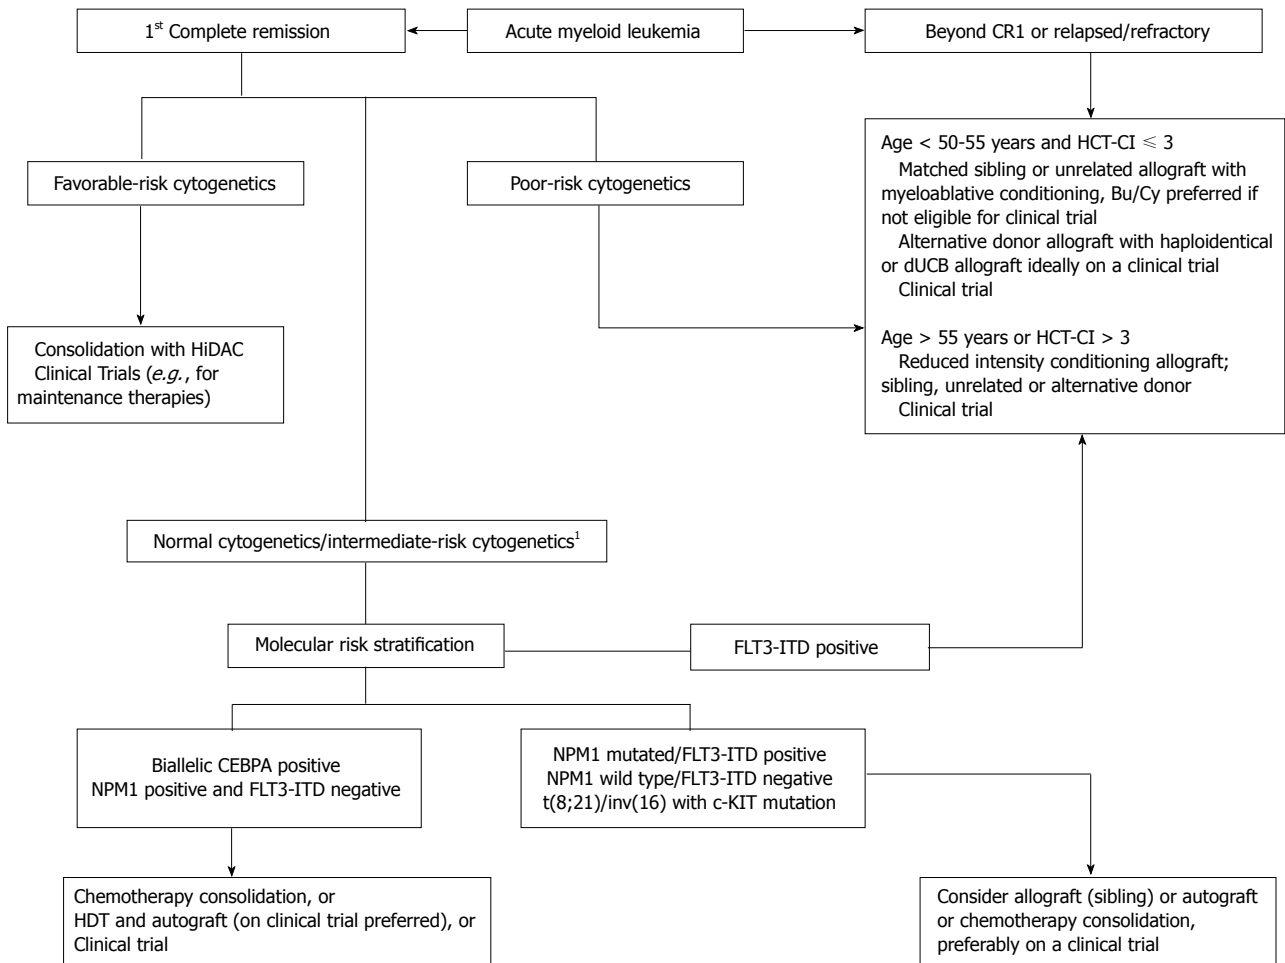 1st Complete remission
Acute myeloid leukemia
Beyond CR1 or relapsed/refractory
Favorable-risk cytogenetics
Poor-risk cytogenetics
Age < 50-55 years and HCT-CI ≤ 3
Matched sibling or unrelated allograft with
myeloablative conditioning, Bu/Cy preferred if
not eligible for clinical trial
Alternative donor allograft with haploidentical
or dUCB allograft ideally on a clinical trial
Clinical trial
Age > 55 years or HCT-CI > 3
Reduced intensity conditioning allograft;
sibling, unrelated or alternative donor
Clinical trial
Consolidation with HiDAC
Clinical Trials (e.g., for
maintenance therapies)
Normal cytogenetics/intermediate-risk cytogenetics1
Molecular risk stratification
FLT3-ITD positive
Biallelic CEBPA positive
NPM1 positive and FLT3-ITD negative
NPM1 mutated/FLT3-ITD positive
NPM1 wild type/FLT3-ITD negative
t(8;21)/inv(16) with c-KIT mutation
Chemotherapy consolidation, or
HDT and autograft (on clinical trial preferred), or
Clinical trial
Consider allograft (sibling) or autograft
or chemotherapy consolidation,
preferably on a clinical trial